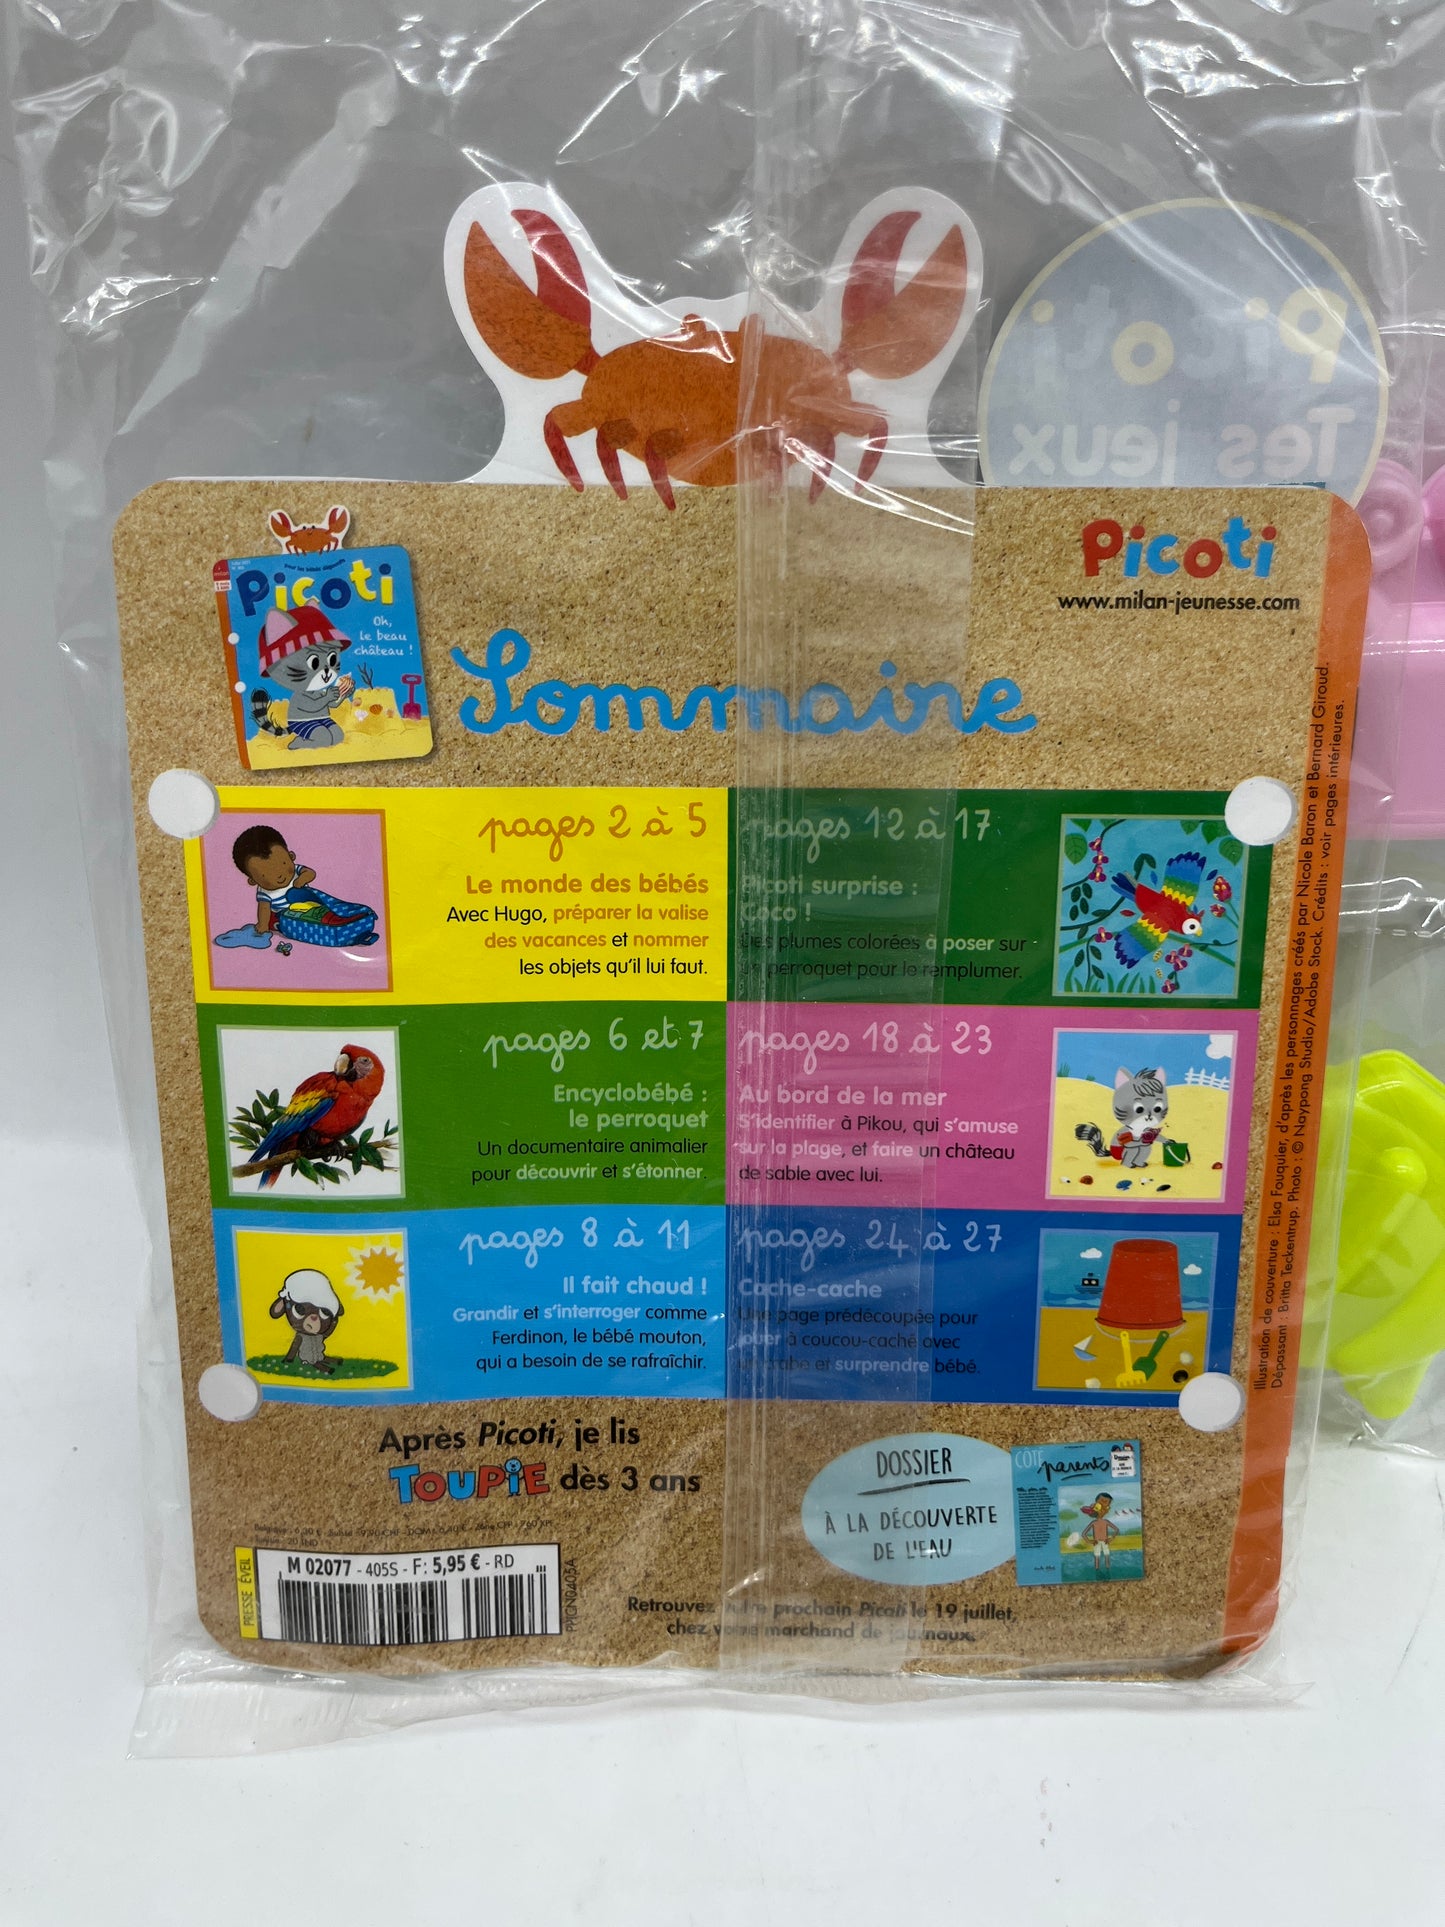 Picoti
Tes jeux
Picoti
www.milan-jeunesse.com
Picoti
Oh,
le beau
château !
Sommaire
pages 2 à 5
Le monde des bébés
Avec Hugo, préparer la valise
des vacances et nommer
les objets qu'il lui faut.
pages 12 à 17
Picoti surprise :
Coco !
Des plumes colorées à poser sur
un perroquet pour le remplumer.
pages 6 et 7
Encyclobébé :
le perroquet
Un documentaire animalier
pour découvrir et s'étonner.
pages 18 à 23
Au bord de la mer
S'identifier à Pikou, qui s'amuse
sur la plage, et faire un château
de sable avec lui.
pages 8 à 11
Il fait chaud !
Grandir et s'interroger comme
Ferdinon, le bébé mouton,
qui a besoin de se rafraîchir.
pages 24 à 27
Cache-cache
Une page prédécoupée pour
jouer à coucou-caché avec
un crabe et surprendre bébé.
Illustration de couverture : Elsa Fouquier, d'après les personnages créés par Nicole Baron et Bernard Giroud.
Dépassant : Britta Teckentrup. Photo : © Naypong Studio/Adobe Stock. Crédits : voir pages intérieures.
Après Picoti, je lis
TOUPIE dès 3 ans
DOSSIER
À LA DÉCOUVERTE
DE L'EAU
CÔTÉ
parents
PRESSE ÉVEIL
M 02077 - 405S - F: 5,95 € - RD
PPICN0405A
Retrouvez votre prochain Picoti le 19 juillet,
chez votre marchand de journaux.